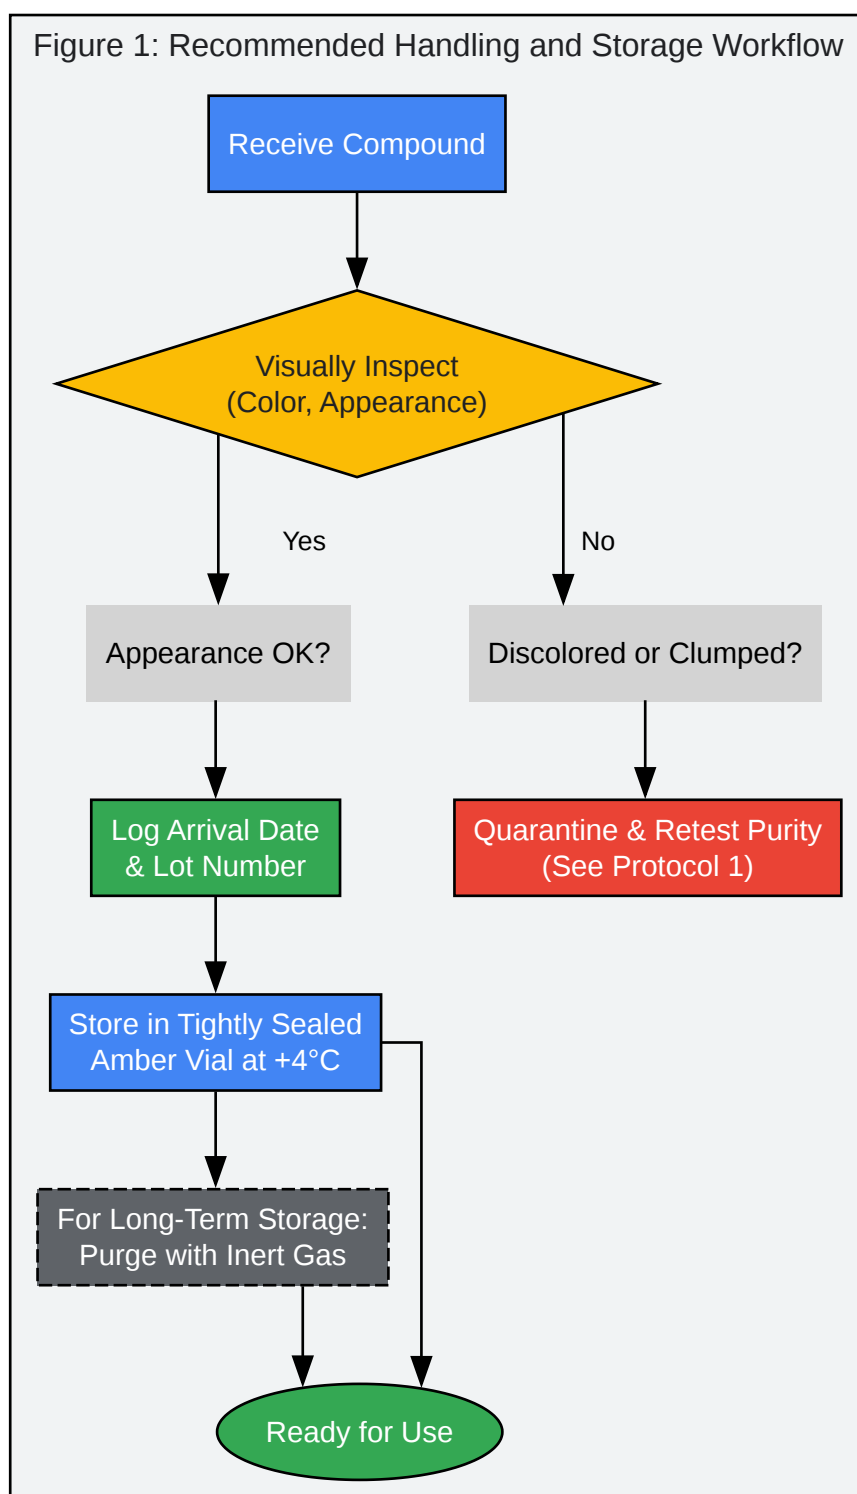 Figure 1: Recommended Handling and Storage Workflow
Receive Compound
Visually Inspect
(Color, Appearance)
Yes
No
Appearance OK?
Discolored or Clumped?
Log Arrival Date
& Lot Number
Quarantine & Retest Purity
(See Protocol 1)
Store in Tightly Sealed
Amber Vial at +4°C
For Long-Term Storage:
Purge with Inert Gas
Ready for Use